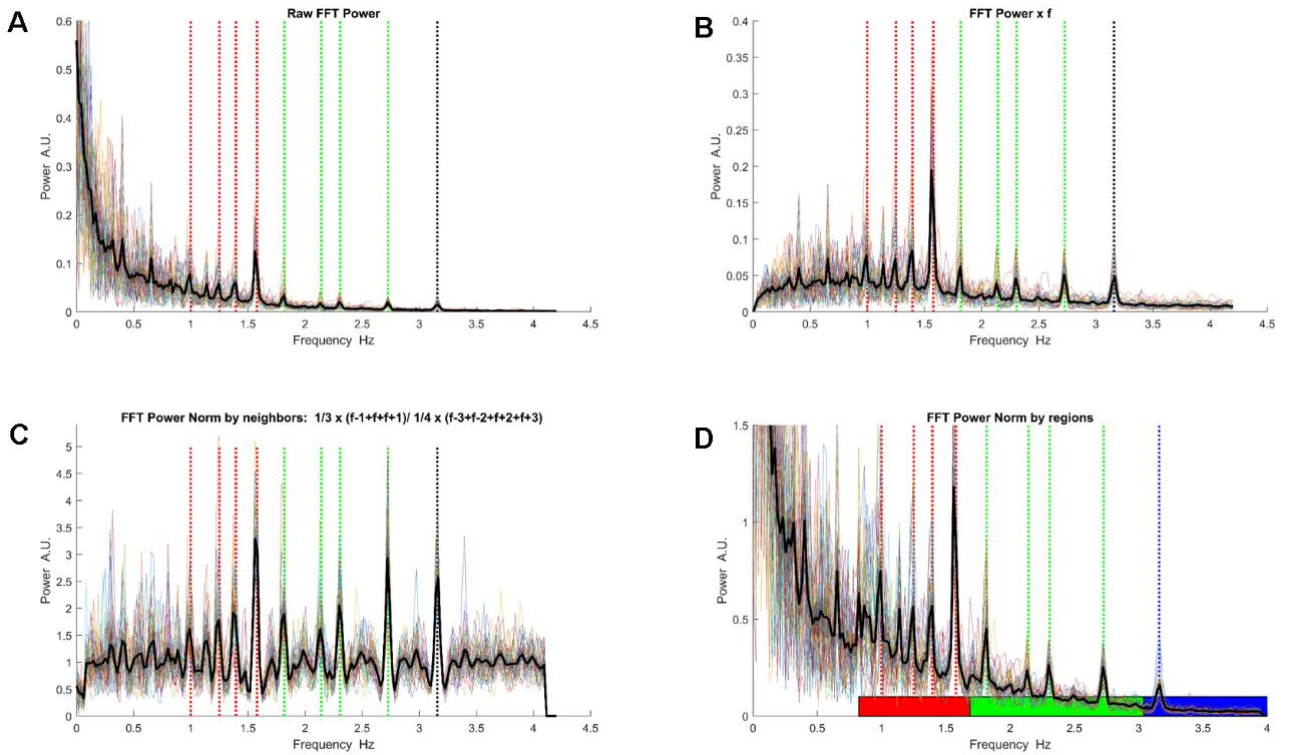 A
Raw FFT Power
0.6
0.5
0.4
0.3
0.2
0.1
0
Power A.U.
0 0.5 1 1.5 2 2.5 3 3.5 4 4.5
Frequency Hz
B
FFT Power x f
0.4
0.35
0.3
0.25
0.2
0.15
0.1
0.05
0
Power A.U.
0 0.5 1 1.5 2 2.5 3 3.5 4 4.5
Frequency Hz
C
FFT Power Norm by neighbors: 1/3 x (f-1+f+f+1)/ 1/4 x (f-3+f-2+f+2+f+3)
5
4.5
4
3.5
3
2.5
2
1.5
1
0.5
0
Power A.U.
0 0.5 1 1.5 2 2.5 3 3.5 4 4.5
Frequency Hz
D
FFT Power Norm by regions
1.5
1
0.5
0
Power A.U.
0 0.5 1 1.5 2 2.5 3 3.5 4
Frequency Hz